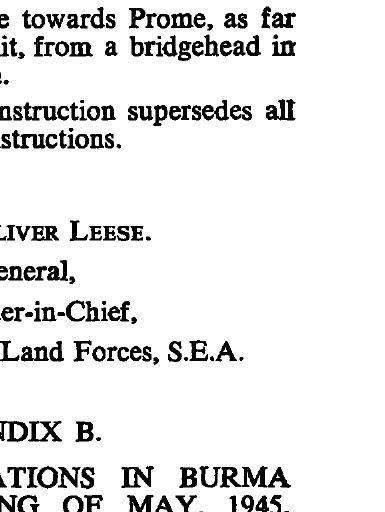 e towards Prome, as far
it, from a bridgehead in
.
nstruction supersedes all
structions.
LIVER LEESE.
eneral,
er-in-Chief,
Land Forces, S.E.A.
NDIX B.
ATIONS IN BURMA
NG OF MAY, 1945.